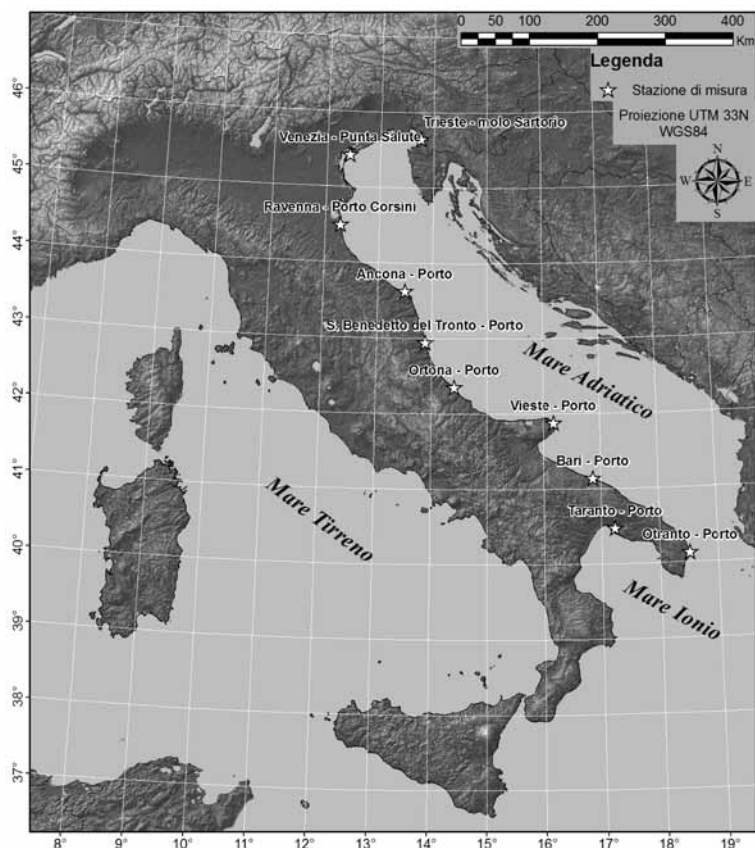 0 50 100 200 300 400
Km
Legenda
Stazione di misura
Proiezione UTM 33N
WGS84
N
W E
S
Trieste - molo Sartorio
Venezia - Punta Salute
Ravenna - Porto Corsini
Ancona - Porto
S. Benedetto del Tronto - Porto
Ortona - Porto
Mare Adriatico
Vieste - Porto
Bari - Porto
Mare Tirreno
Taranto - Porto
Otranto - Porto
Mare Ionio
46°
45°
44°
43°
42°
41°
40°
39°
38°
37°
8° 9° 10° 11° 12° 13° 14° 15° 16° 17° 18° 19°